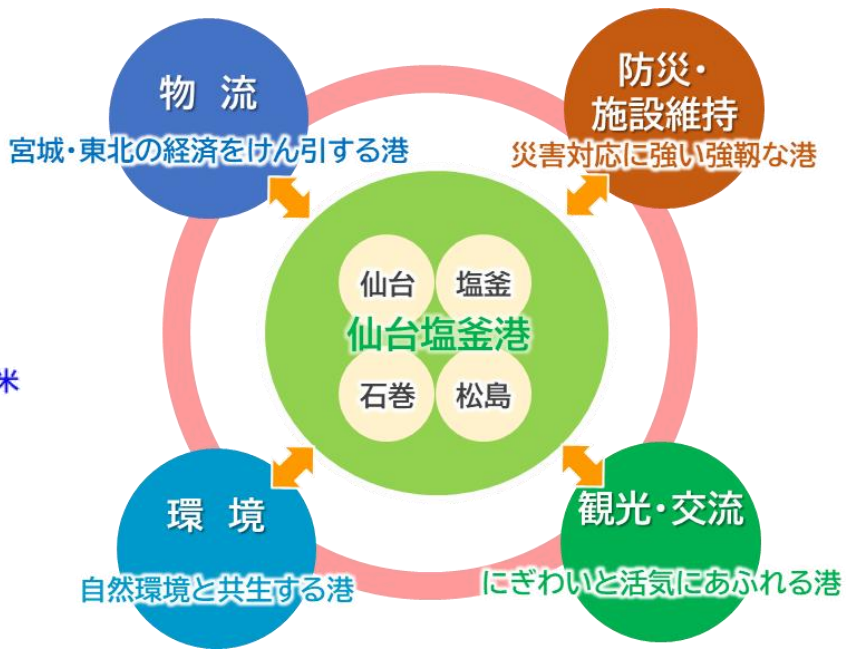 物 流
宮城・東北の経済をけん引する港
防災・
施設維持
災害対応に強い強靱な港
仙台
塩釜
仙台塩釜港
石巻
松島
米
環 境
自然環境と共生する港
観光・交流
にぎわいと活気にあふれる港